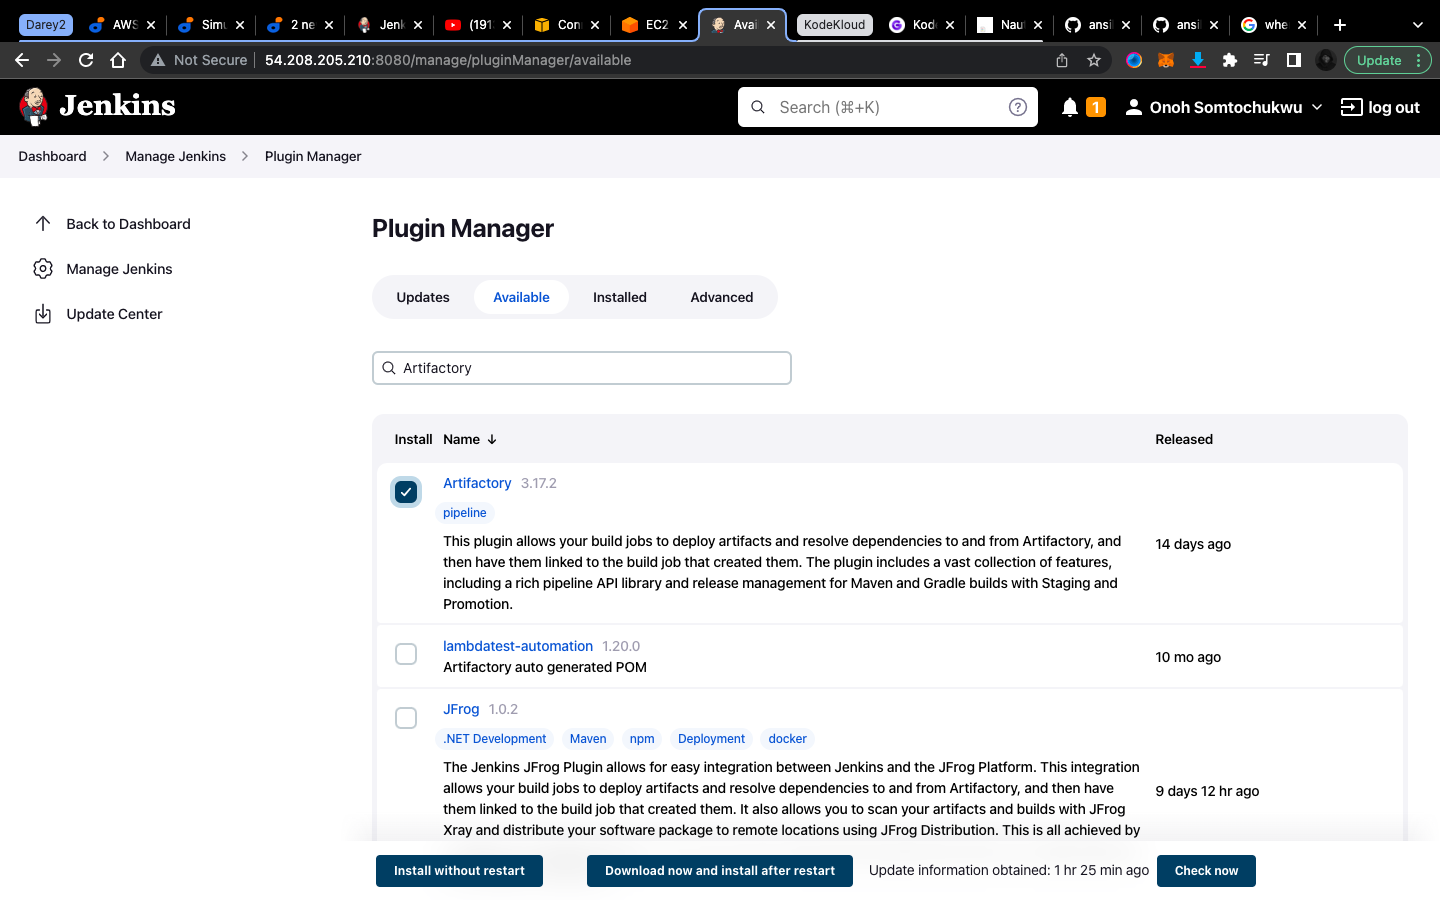 Darey2 AWS Simu 2 ne Jenk (191 Con EC2 Avai KodeKloud Kod Nau ansi ansi whe
Not Secure 54.208.205.210:8080/manage/pluginManager/available Update
Jenkins Search (⌘+K) ? 1 Onoh Somtochukwu log out
Dashboard Manage Jenkins Plugin Manager
Back to Dashboard
Manage Jenkins
Update Center
Plugin Manager
Updates Available Installed Advanced
Artifactory
Install Name ↓ Released
Artifactory 3.17.2
pipeline
This plugin allows your build jobs to deploy artifacts and resolve dependencies to and from Artifactory, and
then have them linked to the build job that created them. The plugin includes a vast collection of features,
including a rich pipeline API library and release management for Maven and Gradle builds with Staging and
Promotion.
14 days ago
lambdatest-automation 1.20.0
Artifactory auto generated POM
10 mo ago
JFrog 1.0.2
.NET Development Maven npm Deployment docker
The Jenkins JFrog Plugin allows for easy integration between Jenkins and the JFrog Platform. This integration
allows your build jobs to deploy artifacts and resolve dependencies to and from Artifactory, and then have
them linked to the build job that created them. It also allows you to scan your artifacts and builds with JFrog
Xray and distribute your software package to remote locations using JFrog Distribution. This is all achieved by
9 days 12 hr ago
Install without restart Download now and install after restart Update information obtained: 1 hr 25 min ago Check now